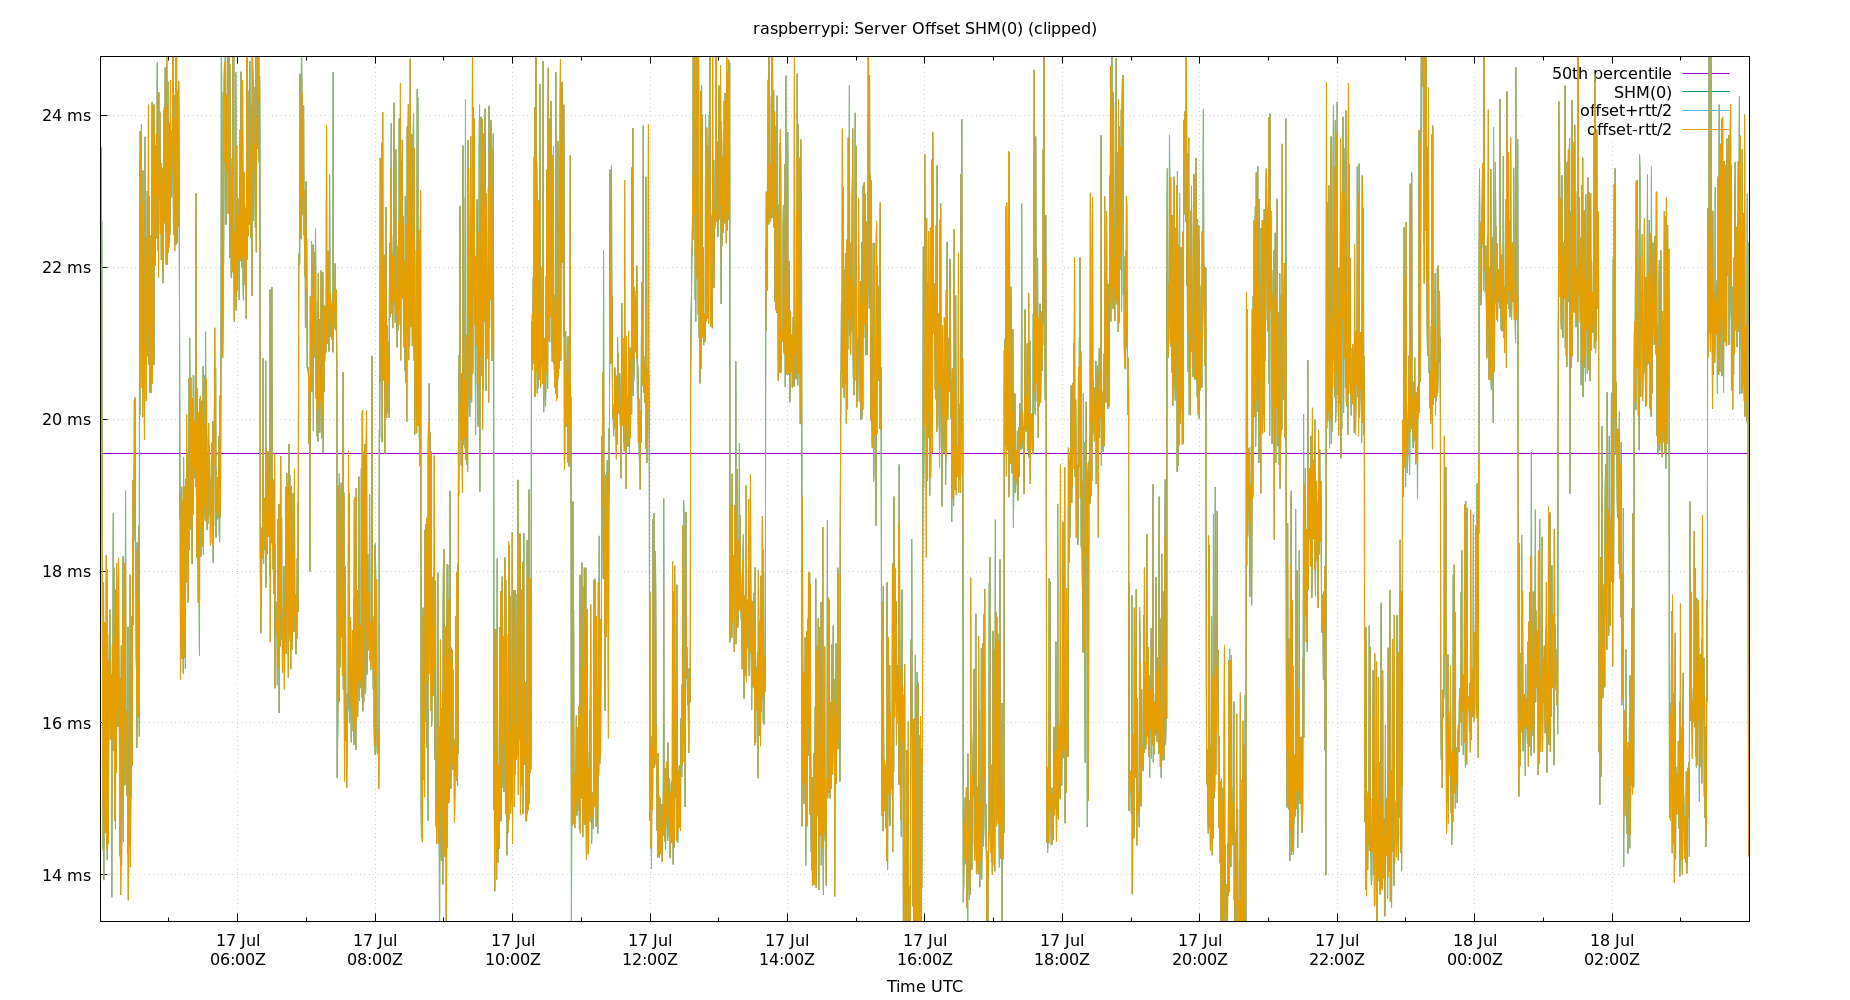 raspberrypi: Server Offset SHM(0) (clipped)
50th percentile
SHM(0)
offset+rtt/2
offset-rtt/2
24 ms
22 ms
20 ms
18 ms
16 ms
14 ms
17 Jul
06:00Z
17 Jul
08:00Z
17 Jul
10:00Z
17 Jul
12:00Z
17 Jul
14:00Z
17 Jul
16:00Z
17 Jul
18:00Z
17 Jul
20:00Z
17 Jul
22:00Z
18 Jul
00:00Z
18 Jul
02:00Z
Time UTC